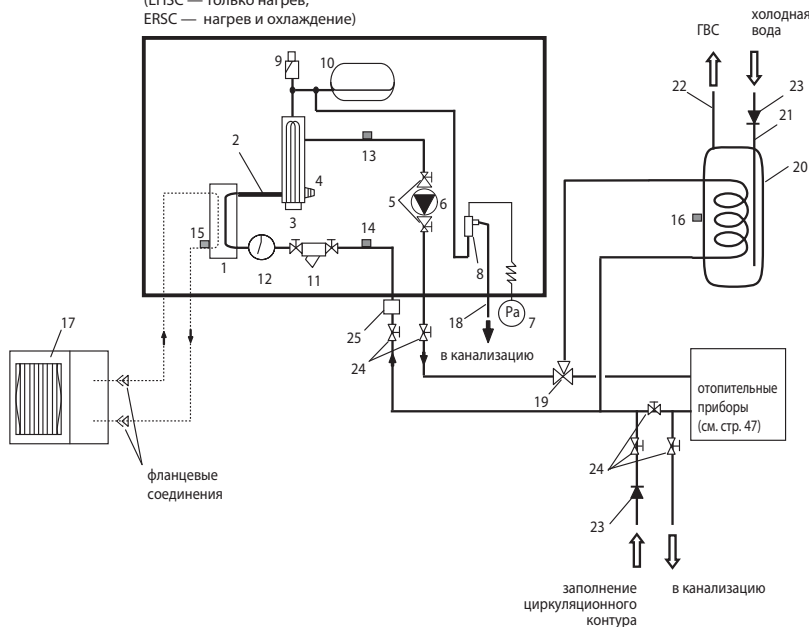 (EHSC — только нагрев,
ERSC — нагрев и охлаждение)
холодная
вода
ГВС
9
10
22
23
21
2
13
20
4
5
6
16
3
15
14
1
8
12
11
17
25
18
Pa
7
24
в канализацию
19
отопительные
приборы
(см. стр. 47)
фланцевые
соединения
24
23
заполнение
циркуляционного
контура
в канализацию